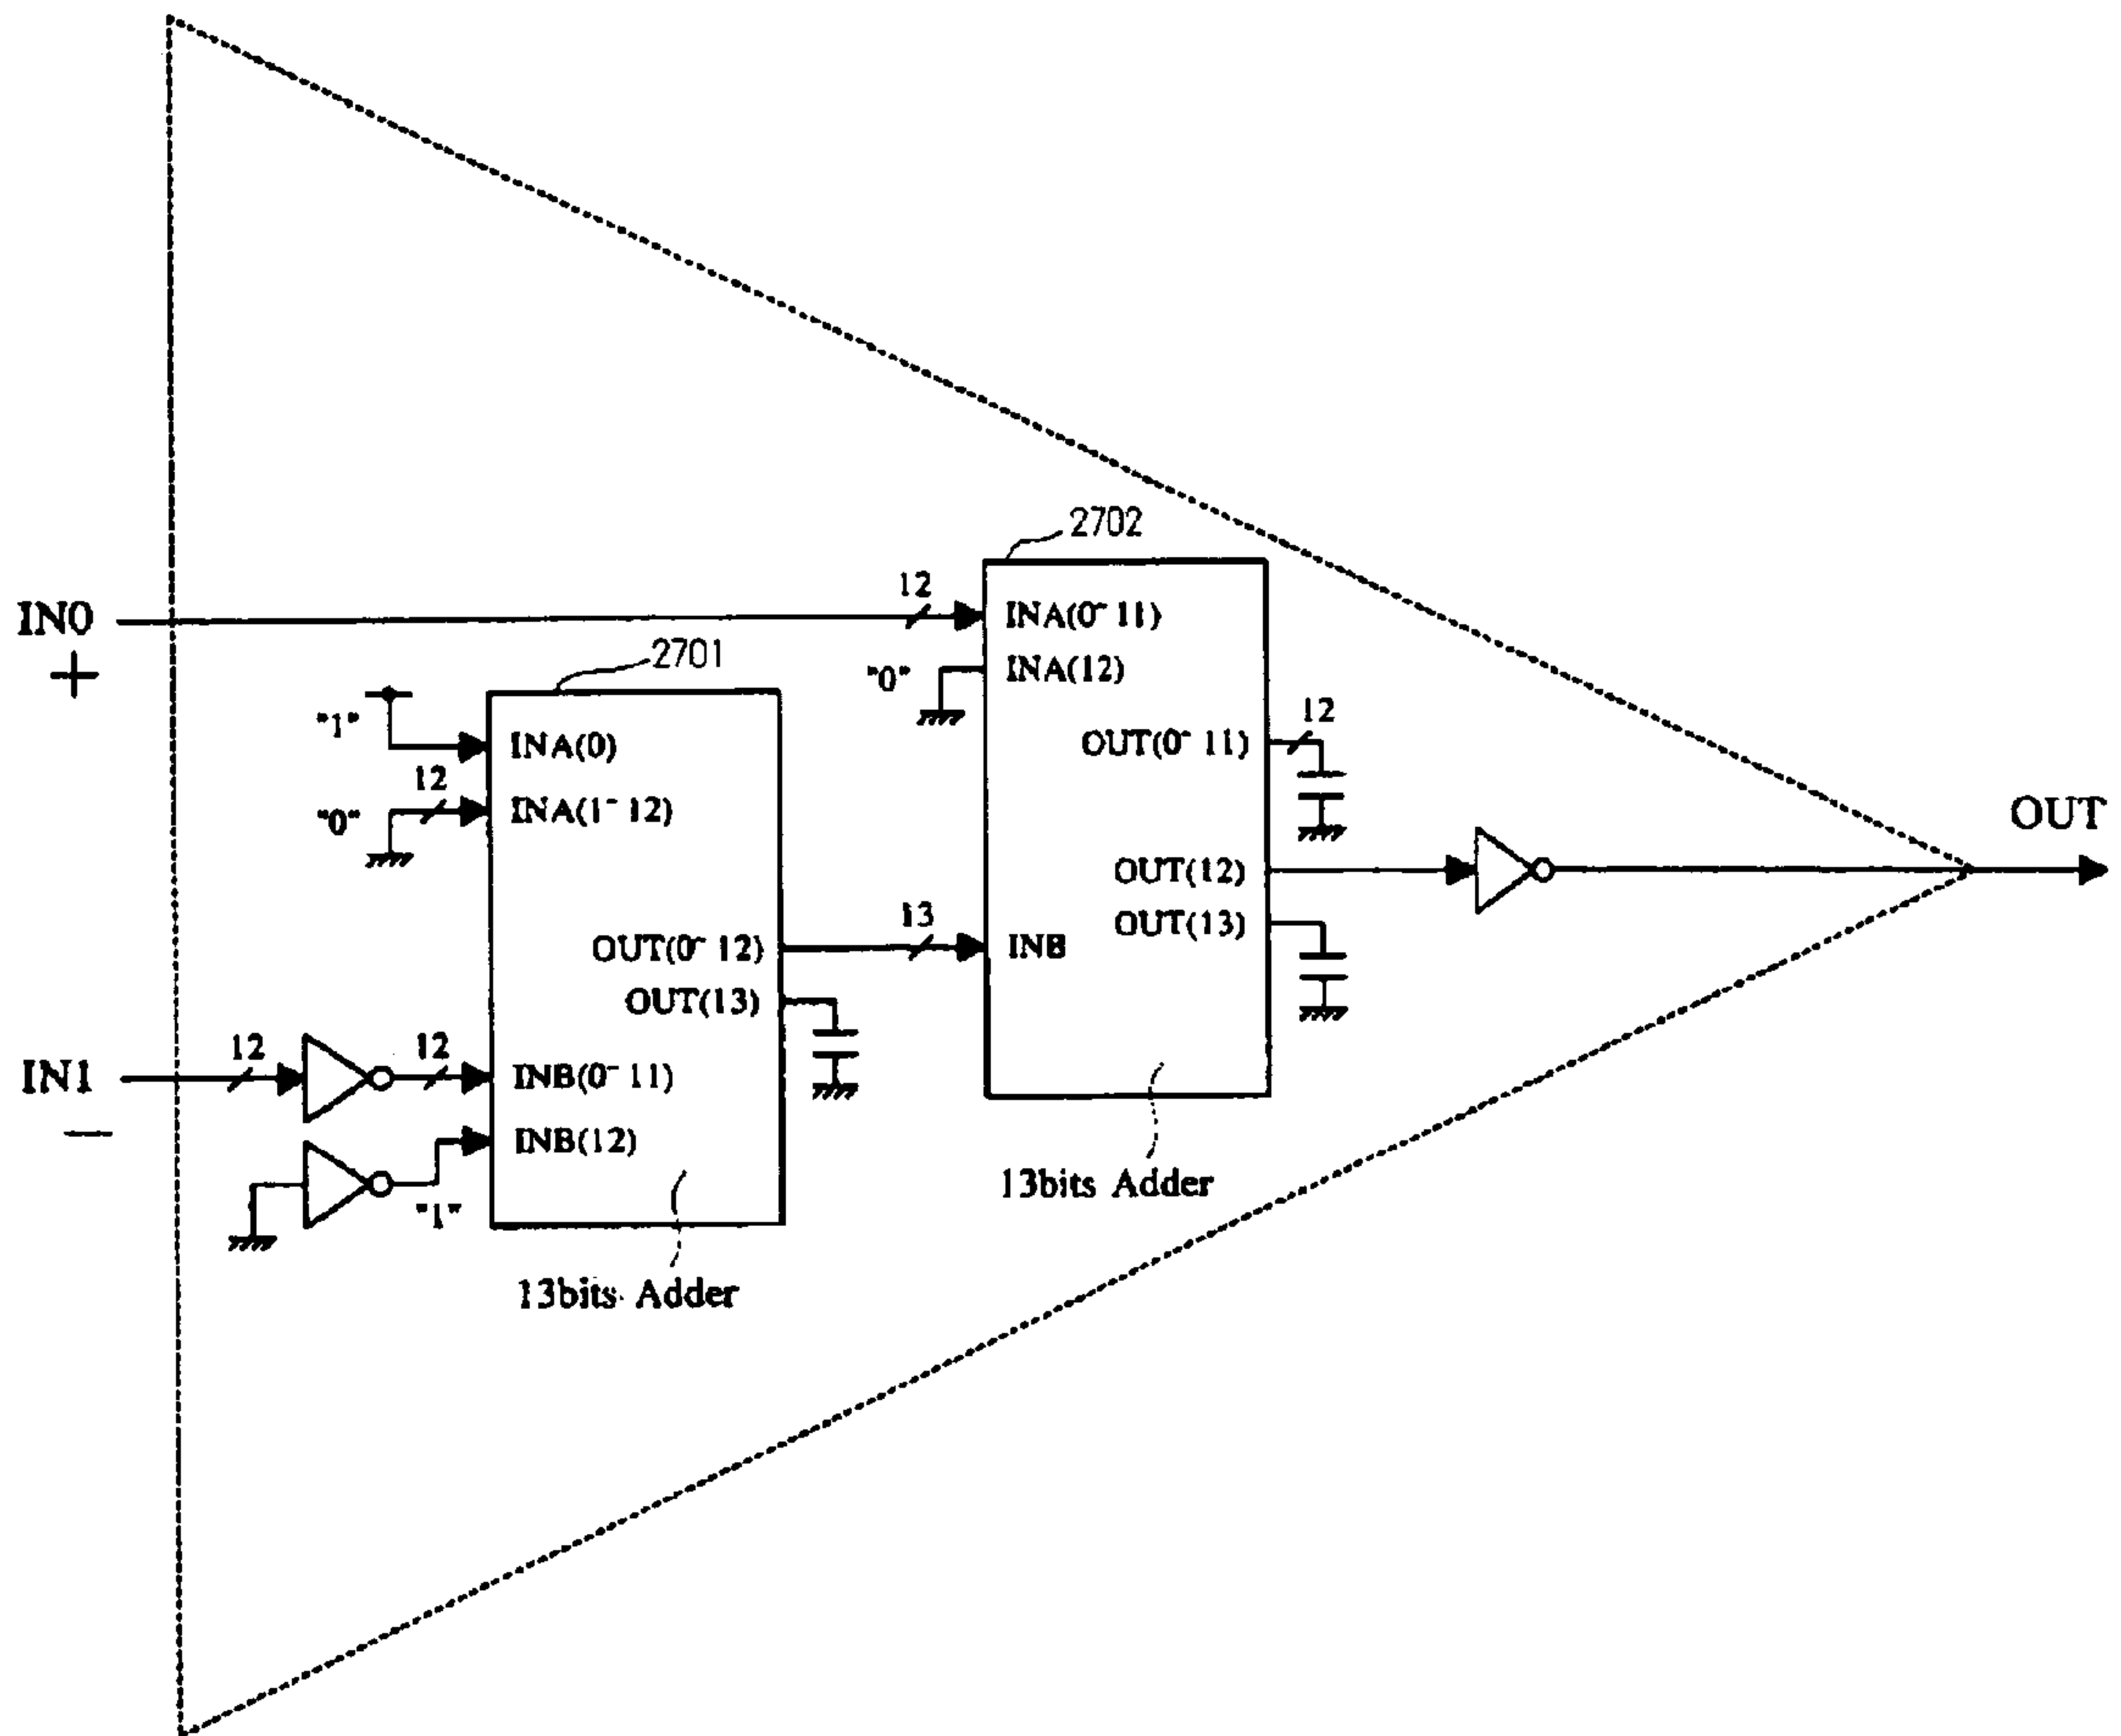 2702
12
IN0
INA(0~11)
+
2701
"0"
INA(12)
"1"
INA(0)
12
OUT(0~11)
12
"0"
INA(1~12)
OUT
OUT(12)
13
OUT(0~12)
INB
OUT(13)
OUT(13)
12
12
IN1
INB(0~11)
—
INB(12)
"1"
13bits Adder
13bits Adder